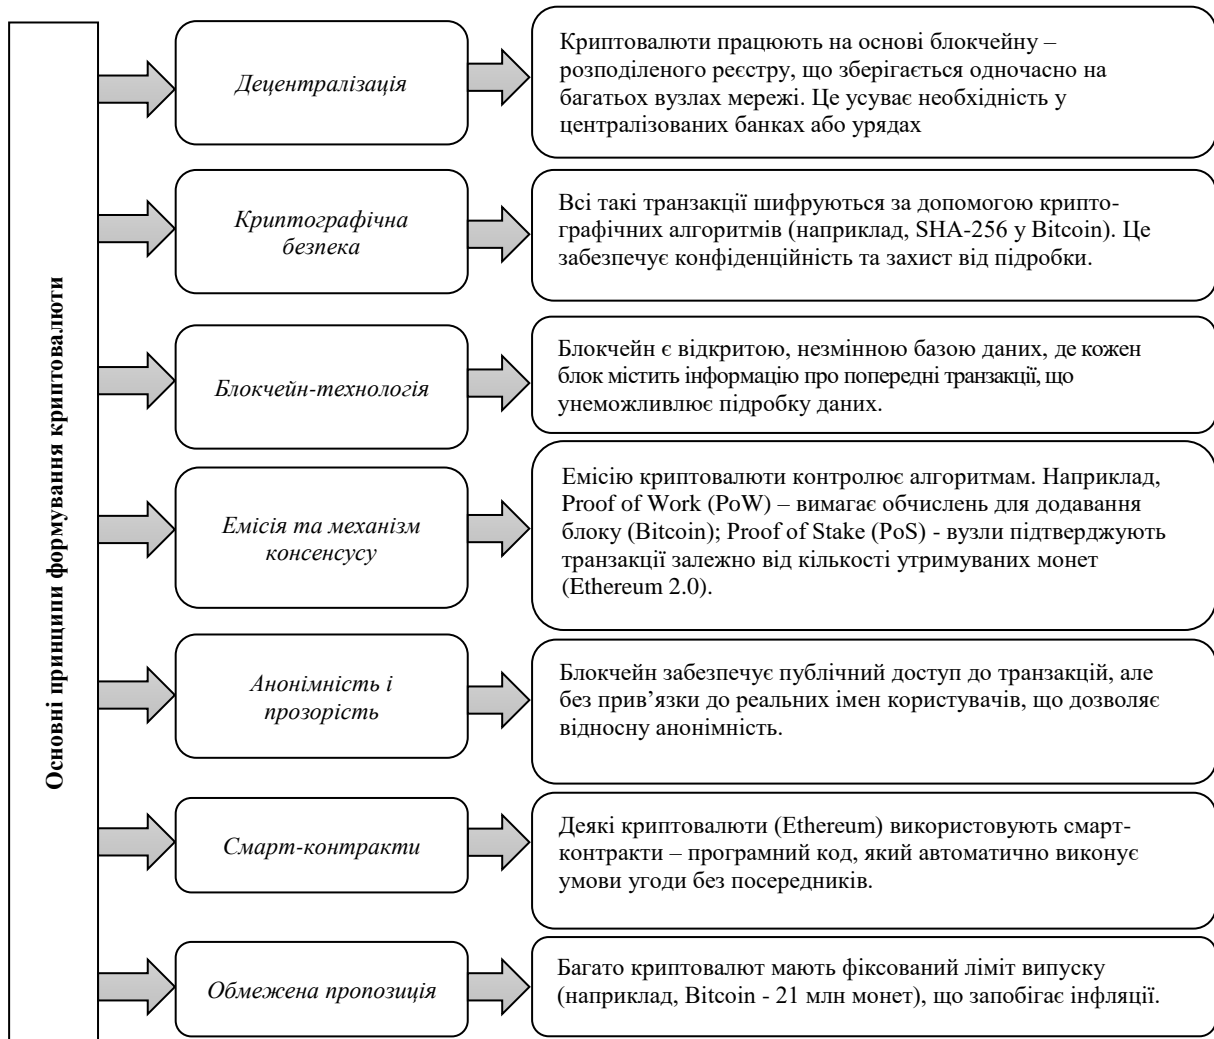 Основні принципи формування криптовалюти
Децентралізація
Криптовалюти працюють на основі блокчейну –
розподіленого реєстру, що зберігається одночасно на
багатьох вузлах мережі. Це усуває необхідність у
централізованих банках або урядах
Криптографічна
безпека
Всі такі транзакції шифруються за допомогою крипто-
графічних алгоритмів (наприклад, SHA-256 у Bitcoin). Це
забезпечує конфіденційність та захист від підробки.
Блокчейн-технологія
Блокчейн є відкритою, незмінною базою даних, де кожен
блок містить інформацію про попередні транзакції, що
унеможливлює підробку даних.
Емісія та механізм
консенсусу
Емісію криптовалюти контролює алгоритмам. Наприклад,
Proof of Work (PoW) – вимагає обчислень для додавання
блоку (Bitcoin); Proof of Stake (PoS) - вузли підтверджують
транзакції залежно від кількості утримуваних монет
(Ethereum 2.0).
Анонімність і
прозорість
Блокчейн забезпечує публічний доступ до транзакцій, але
без прив’язки до реальних імен користувачів, що дозволяє
відносну анонімність.
Смарт-контракти
Деякі криптовалюти (Ethereum) використовують смарт-
контракти – програмний код, який автоматично виконує
умови угоди без посередників.
Обмежена пропозиція
Багато криптовалют мають фіксований ліміт випуску
(наприклад, Bitcoin - 21 млн монет), що запобігає інфляції.